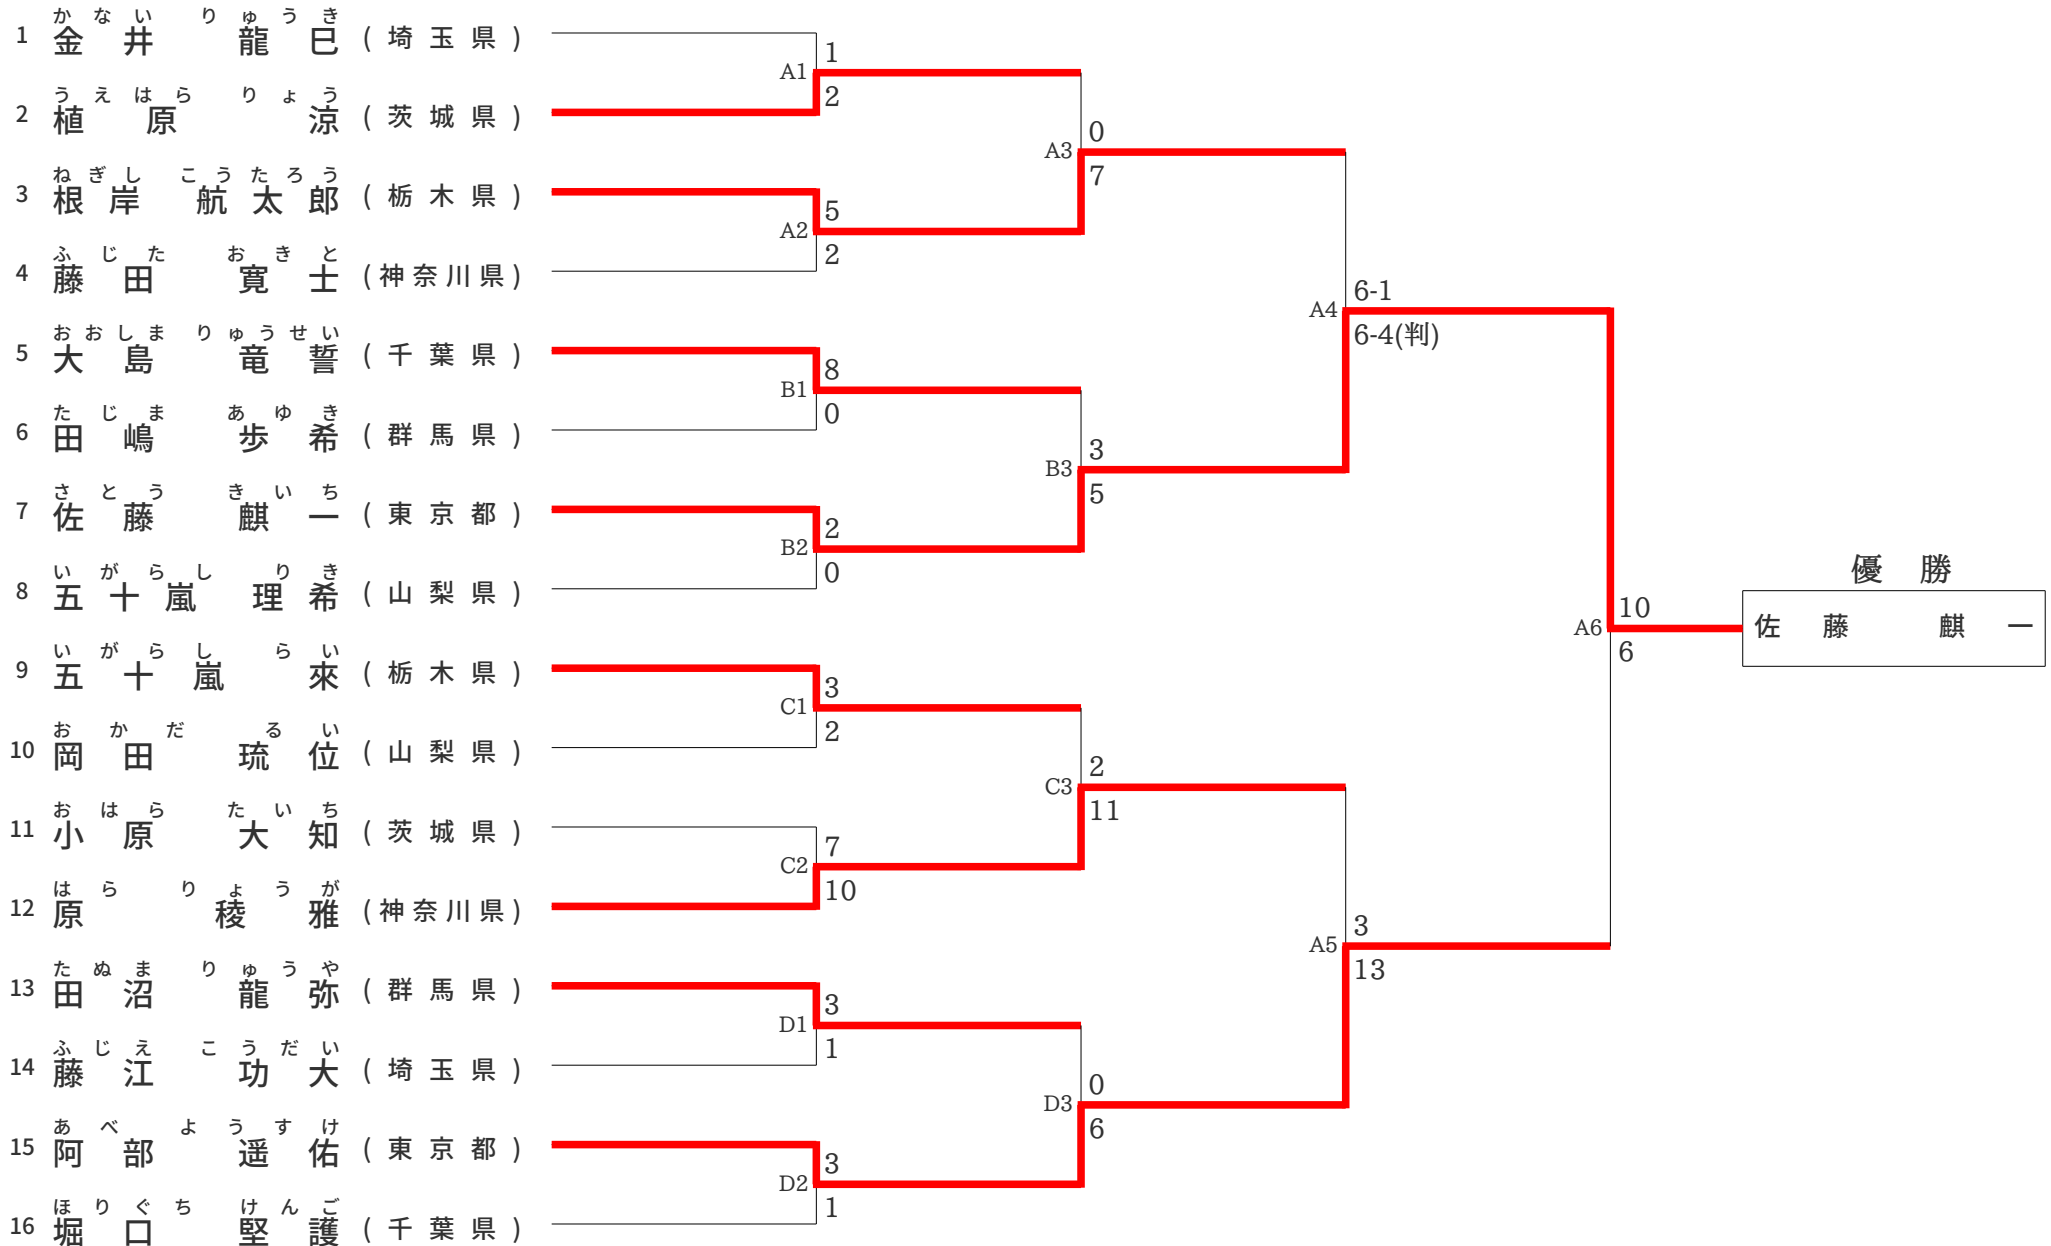 かない りゅうき
1 金井 龍巳 (埼玉県)
1
A1
2
うえはら りょう
2 植原 涼 (茨城県)
0
A3
7
ねぎし こうたろう
3 根岸 航太郎 (栃木県)
5
A2
2
ふじた おきと
4 藤田 寛士 (神奈川県)
6-1
A4
6-4(判)
おおしま りゅうせい
5 大島 竜誓 (千葉県)
8
B1
0
たじま あゆき
6 田嶋 歩希 (群馬県)
3
B3
5
さとう きいち
7 佐藤 麒一 (東京都)
2
B2
0
いがらし りき
8 五十嵐 理希 (山梨県)
優勝
10
A6 佐藤 麒一
6
いがらし らい
9 五十嵐 來 (栃木県)
3
C1
2
おかだ るい
10 岡田 琉位 (山梨県)
2
C3
11
おはら たいち
11 小原 大知 (茨城県)
7
C2
10
はら りょうが
12 原 稜雅 (神奈川県)
3
A5
13
たぬま りゅうや
13 田沼 龍弥 (群馬県)
3
D1
1
ふじえ こうだい
14 藤江 功大 (埼玉県)
0
D3
6
あべ ようすけ
15 阿部 遥佑 (東京都)
3
D2
1
ほりぐち けんご
16 堀口 堅護 (千葉県)